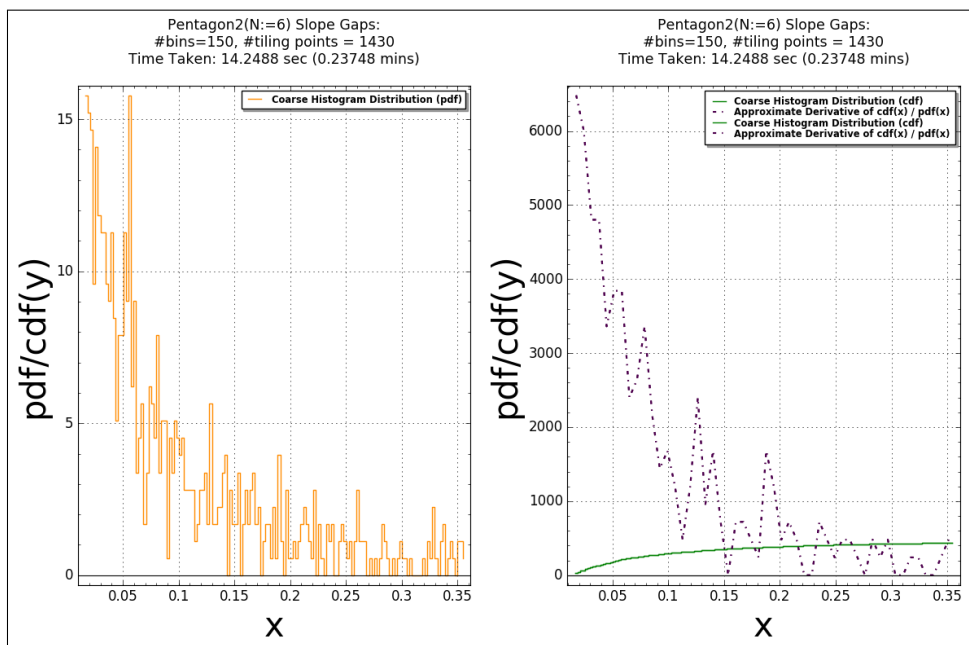 Pentagon2(N:=6) Slope Gaps:
#bins=150, #tiling points = 1430
Time Taken: 14.2488 sec (0.23748 mins)
Coarse Histogram Distribution (pdf)
15
10
5
0
pdf/cdf(y)
0.05 0.1 0.15 0.2 0.25 0.3 0.35
x
Pentagon2(N:=6) Slope Gaps:
#bins=150, #tiling points = 1430
Time Taken: 14.2488 sec (0.23748 mins)
Coarse Histogram Distribution (cdf)
Approximate Derivative of cdf(x) / pdf(x)
Coarse Histogram Distribution (cdf)
Approximate Derivative of cdf(x) / pdf(x)
6000
5000
4000
3000
2000
1000
0
pdf/cdf(y)
0.05 0.1 0.15 0.2 0.25 0.3 0.35
x